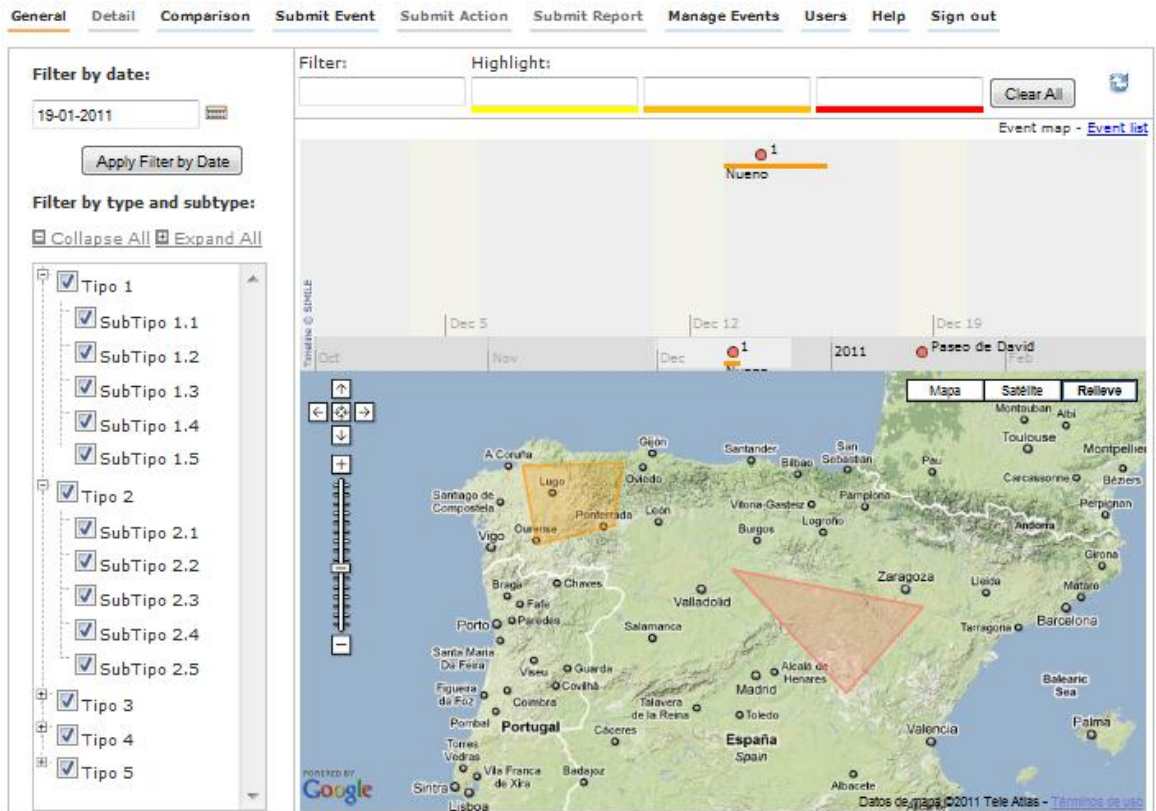 General Detail Comparison Submit Event Submit Action Submit Report Manage Events Users Help Sign out
Filter by date:
19-01-2011
Apply Filter by Date
Filter by type and subtype:
Collapse All Expand All
Tipo 1
SubTipo 1.1
SubTipo 1.2
SubTipo 1.3
SubTipo 1.4
SubTipo 1.5
Tipo 2
SubTipo 2.1
SubTipo 2.2
SubTipo 2.3
SubTipo 2.4
SubTipo 2.5
Tipo 3
Tipo 4
Tipo 5
Filter: Highlight:
Clear All
Event map - Event list
1
Nueno
Timeline © SIMILE
Dec 5 Dec 12 Dec 19
Oct Nov Dec 1 2011 Paseo de David
Nueno Feb
Mapa Satélite Relieve
Montauban Albi
Toulouse
Montpellier
Gijón
A Coruña
Santander
Bilbao
San Sebastián
Pau
Carcassonne
Béziers
Lugo
Oviedo
Santiago de Compostela
Vitoria-Gasteiz
Pamplona
Perpignan
Ponferrada
León
Burgos
Logroño
Andorra
Ourense
Vigo
Girona
Braga
Chaves
Zaragoza
Lleida
Mataró
Fafe
Valladolid
Barcelona
Porto
Paredes
Salamanca
Tarragona
Santa Maria Da Feira
Viseu
Guarda
Alcalá de Henares
Madrid
Balearic Sea
Figueira da Foz
Covilhã
Coimbra
Talavera de la Reina
Toledo
Palma
Pombal
Portugal
Cáceres
España
Spain
Valencia
Torres Vedras
Vila Franca de Xira
Badajoz
Albacete
Sintra
Lisboa
POWERED BY
Google
Datos de mapa ©2011 Tele Atlas - Términos de uso